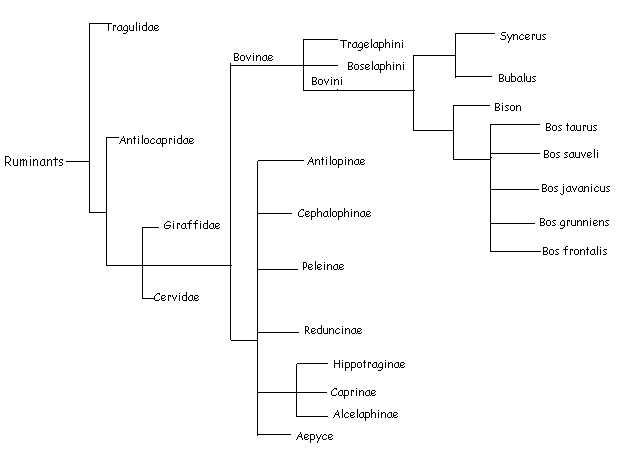 Tragulidae
Syncerus
Tragelaphini
Bovinae
Boselaphini
Bovini
Bubalus
Bison
Bos taurus
Antilocapridae
Bos sauveli
Ruminants
Antilopinae
Bos javanicus
Cephalophinae
Giraffidae
Bos grunniens
Bos frontalis
Peleinae
Cervidae
Reduncinae
Hippotraginae
Caprinae
Alcelaphinae
Aepyce